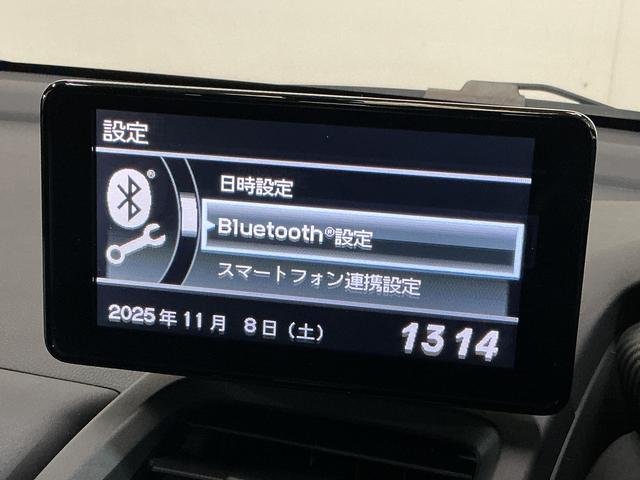 設定
日時設定
Bluetooth®設定
スマートフォン連携設定
2025年11月 8日(土) 1314